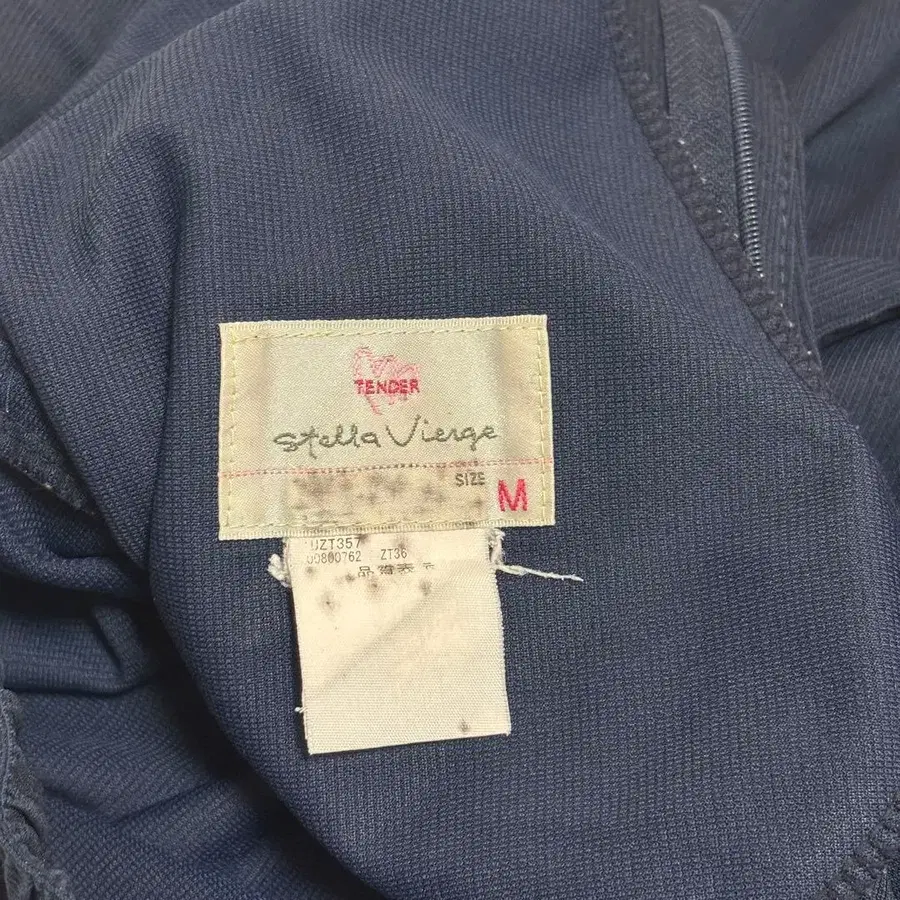 TENDER
Stella Vierge
SIZE
M
UZT357
00800762 ZT36
品質表示